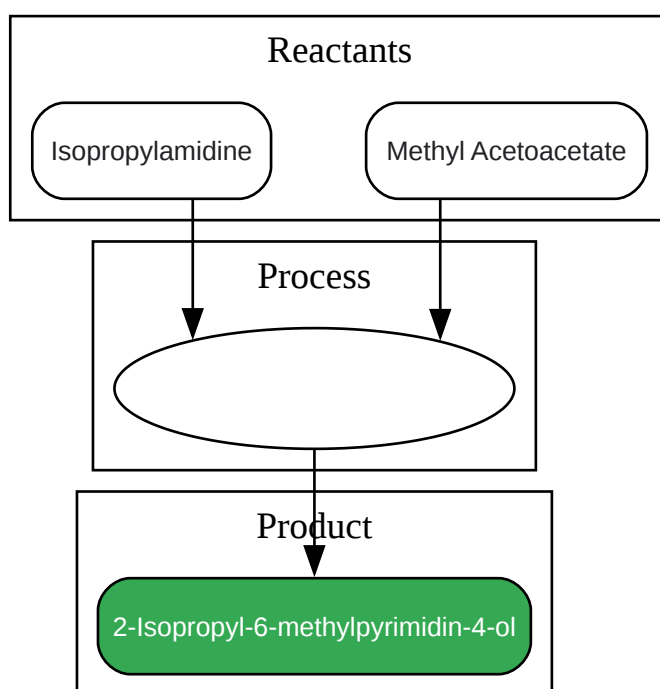 Reactants
Isopropylamidine
Methyl Acetoacetate
Process
Product
2-Isopropyl-6-methylpyrimidin-4-ol